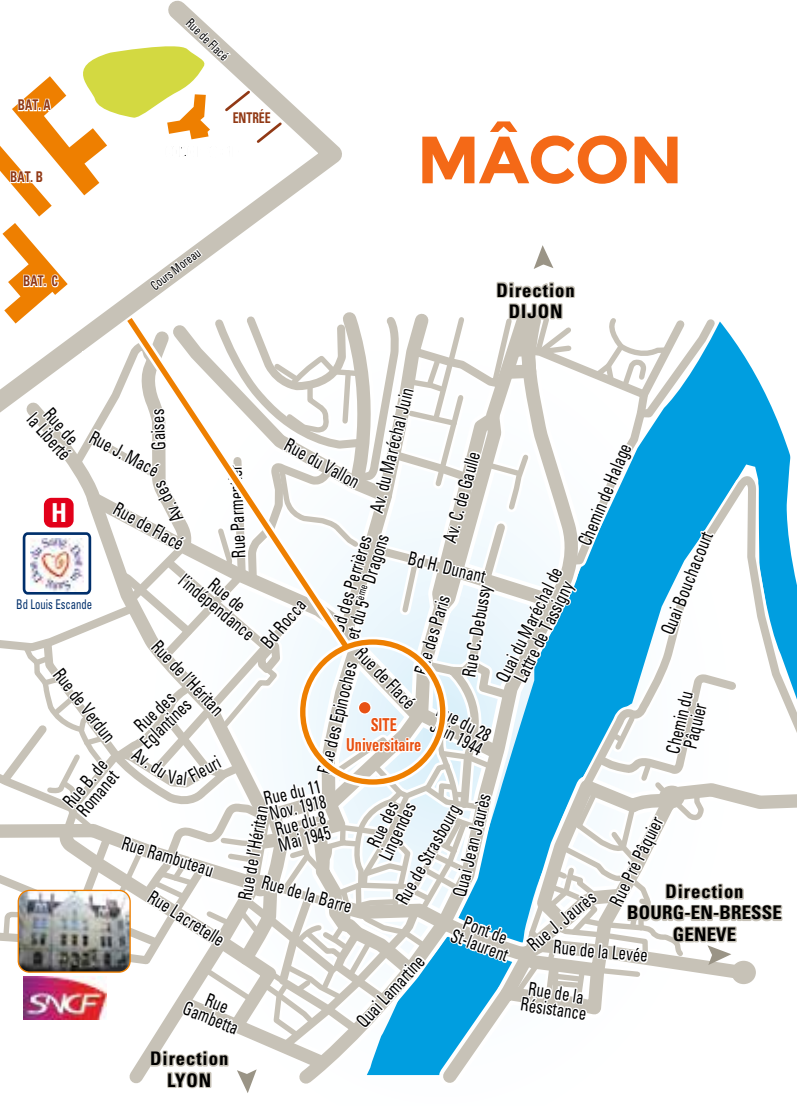 Rue de Flacé
BAT. A
ENTRÉE
MÂCON
BAT. B
Cours Moreau
BAT. C
Direction
DIJON
Rue de
la Liberté
Rue J. Macé
Av. des Gaises
Rue du Vallon
Av. du Maréchal Juin
Av. C. de Gaulle
Chemin de Halage
H
Rue de Flacé
Don du Sang
Bd Louis Escande
Bd des Perrières
et du 5ème Dragons
Bd H. Dunant
Quai Bouchacourt
Rue de
l'indépendance
Bd Rocca
Rue des Paris
Rue C. Debussy
Quai du Maréchal de
Lattre de Tassigny
Rue de Verdun
Rue de l'Héritan
Rue des
Eglantines
Rue des Epinoches
Rue de Flacé
SITE
Universitaire
Rue du 28
Juin 1944
Chemin du
Pâquier
Av. du Val Fleuri
Rue B. de
Romanet
Rue du 11
Nov. 1918
Rue du 8
Mai 1945
Rue des
Lingendes
Rue de Strasbourg
Quai Jean Jaurès
Rue Rambuteau
Rue de l'Héritan
Rue de la Barre
Rue Pré Pâquier
Rue Lacretelle
Pont de
St-laurent
Rue J. Jaurès
Rue de la Levée
Direction
BOURG-EN-BRESSE
GENEVE
SNCF
Rue
Gambetta
Quai Lamartine
Rue de la
Résistance
Direction
LYON